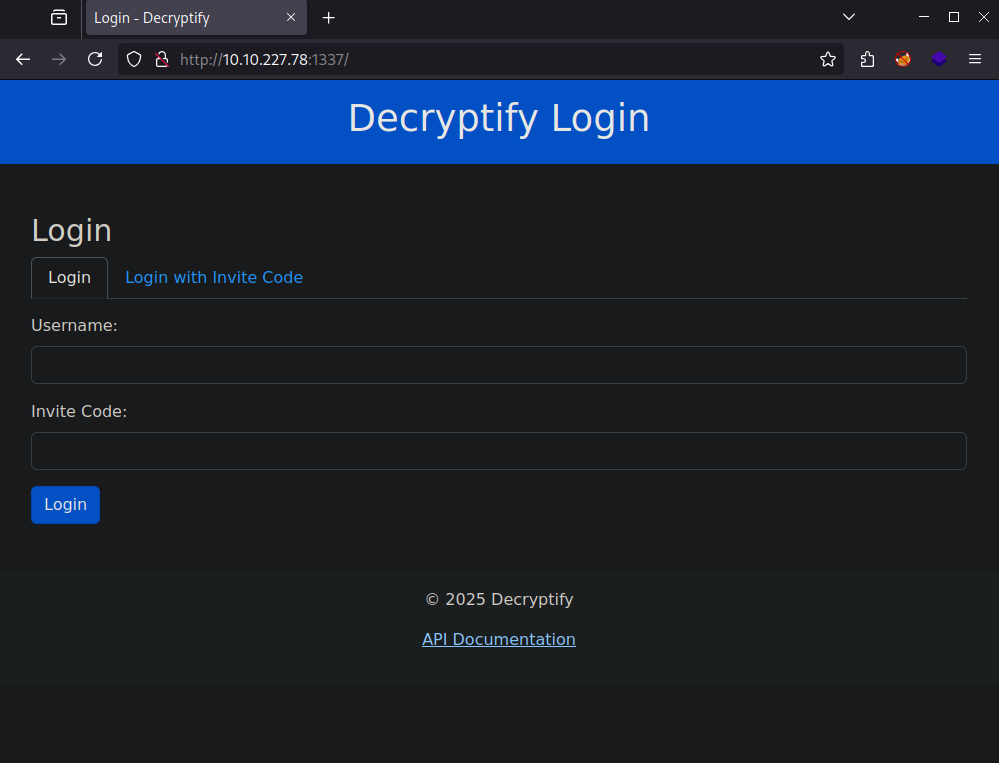 Login - Decryptify
http://10.10.227.78:1337/
Decryptify Login
Login
Login
Login with Invite Code
Username:
Invite Code:
Login
© 2025 Decryptify
API Documentation